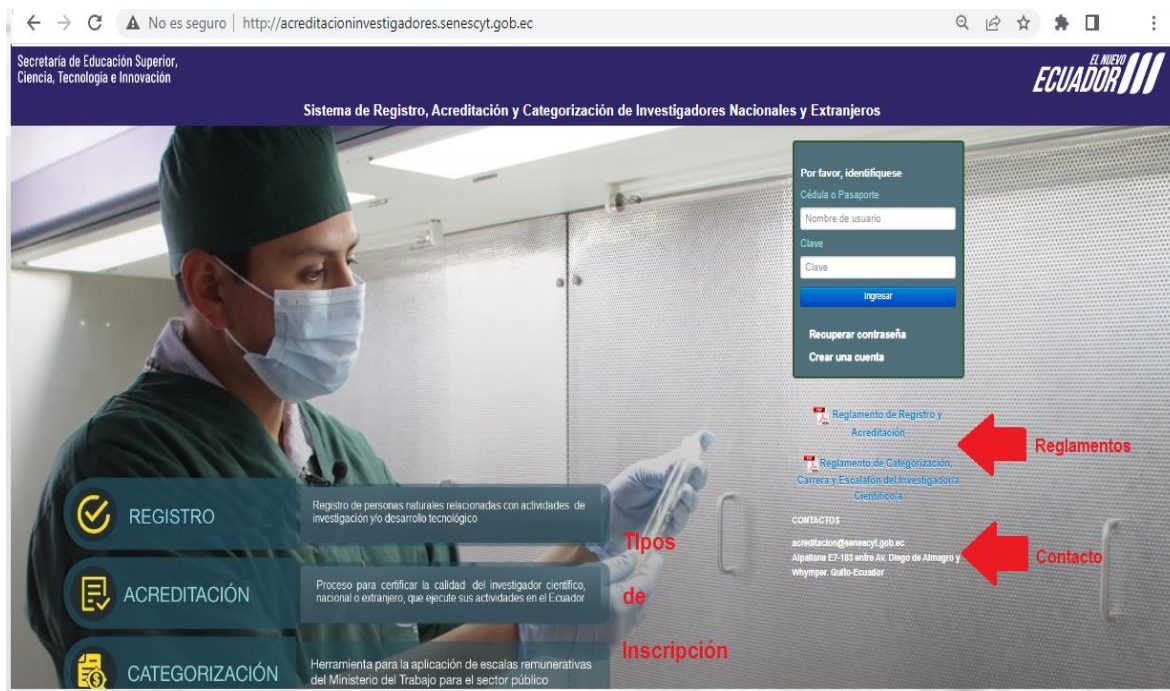 No es seguro | http://acreditacioninvestigadores.senescyt.gob.ec
Secretaría de Educación Superior,
Ciencia, Tecnología e Innovación
EL NUEVO
ECUADOR
Sistema de Registro, Acreditación y Categorización de Investigadores Nacionales y Extranjeros
Por favor, identifiquese
Cédula o Pasaporte
Nombre de usuario
Clave
Clave
Ingresar
Recuperar contraseña
Crear una cuenta
Reglamento de Registro y
Acreditación
Reglamentos
Reglamento de Categorización,
Carrera y Escalafón del Investigador/a
Científico/a
CONTACTOS
acreditacion@senescyt.gob.ec
Alpallana E7-183 entre Av. Diego de Almagro y
Whymper. Quito-Ecuador
Contacto
REGISTRO
Registro de personas naturales relacionadas con actividades de
investigación y/o desarrollo tecnológico
ACREDITACIÓN
Proceso para certificar la calidad del investigador científico,
nacional o extranjero, que ejecute sus actividades en el Ecuador
CATEGORIZACIÓN
Herramienta para la aplicación de escalas remunerativas
del Ministerio del Trabajo para el sector público
TIpos
de
Inscripción